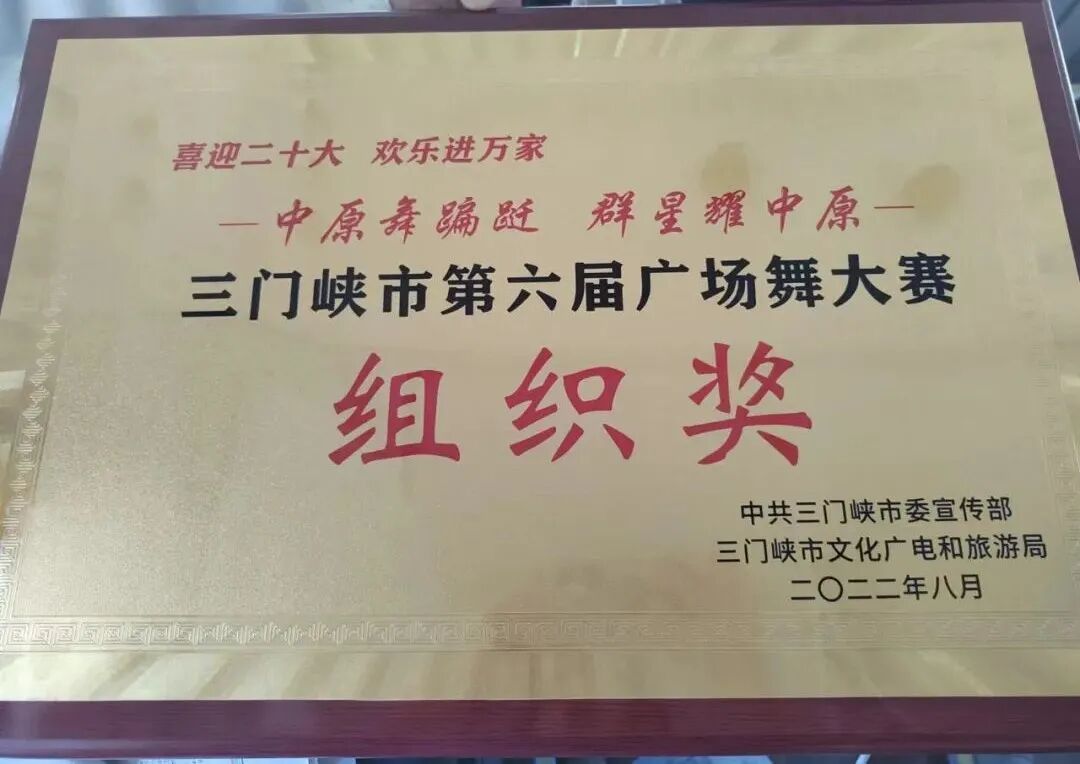 喜迎二十大 欢乐进万家
—中原舞蹁跹 群星耀中原—
三门峡市第六届广场舞大赛
组织奖
中共三门峡市委宣传部
三门峡市文化广电和旅游局
二〇二二年八月